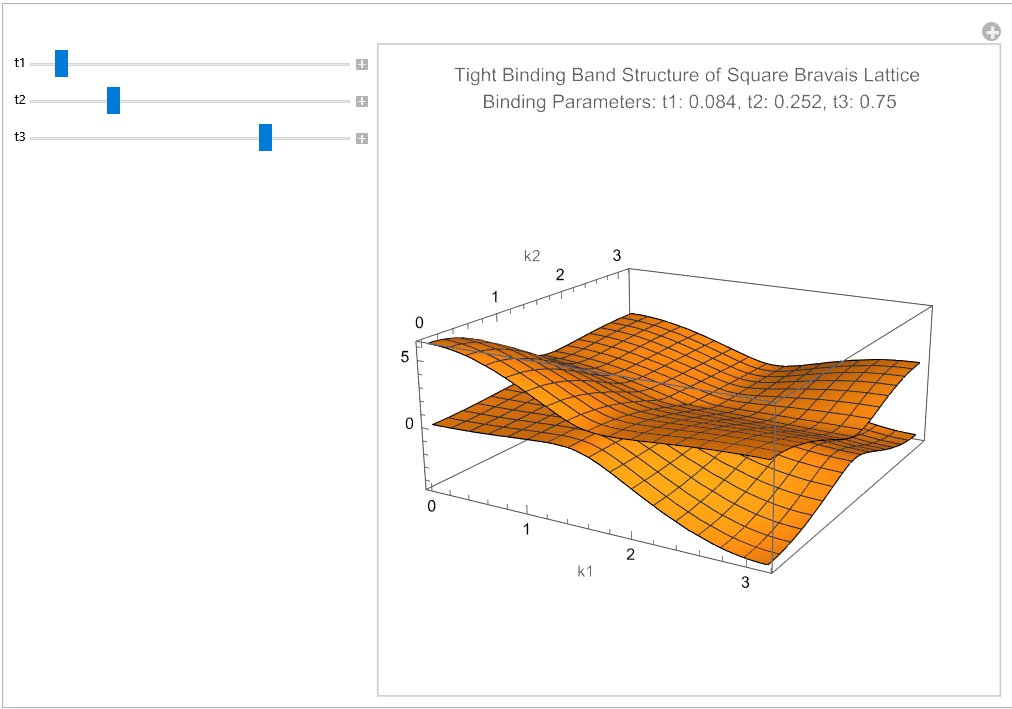 t1
t2
t3
Tight Binding Band Structure of Square Bravais Lattice
Binding Parameters: t1: 0.084, t2: 0.252, t3: 0.75
k2
3
2
1
0
5
0
0
1
2
3
k1